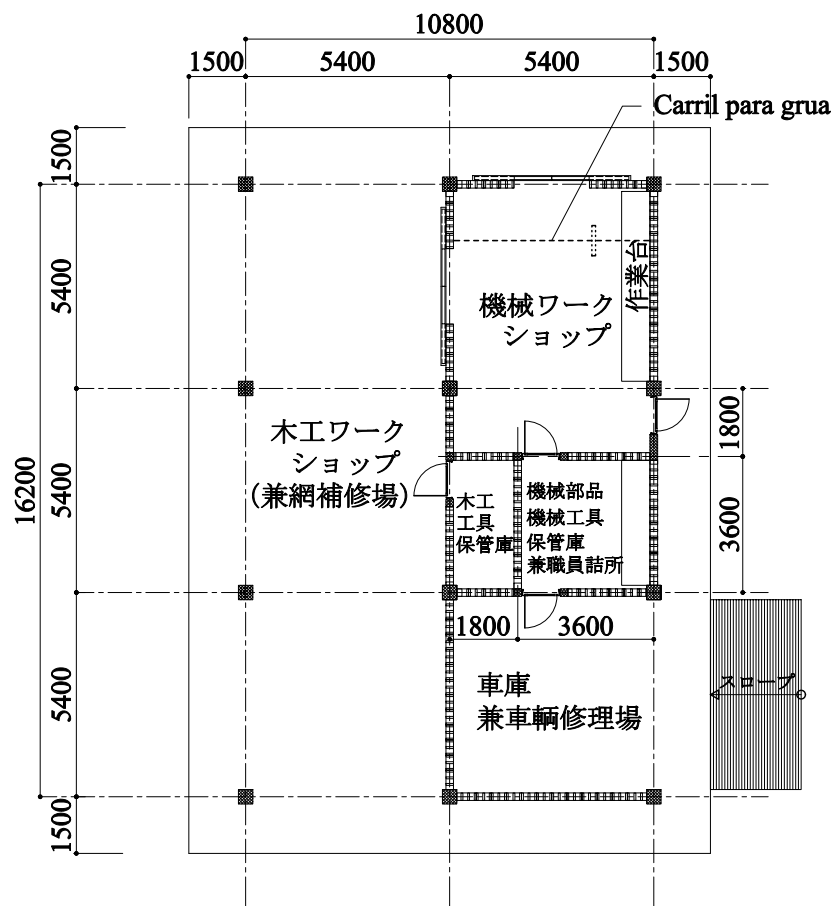 10800
1500 5400 5400 1500
Carril para grua
1500
5400
5400
5400
1500
16200
作業台
機械ワーク
ショップ
1800
3600
木工ワーク
ショップ
(兼網補修場)
木工
工具
保管庫
機械部品
機械工具
保管庫
兼職員詰所
1800 3600
車庫
兼車輌修理場
スロープ